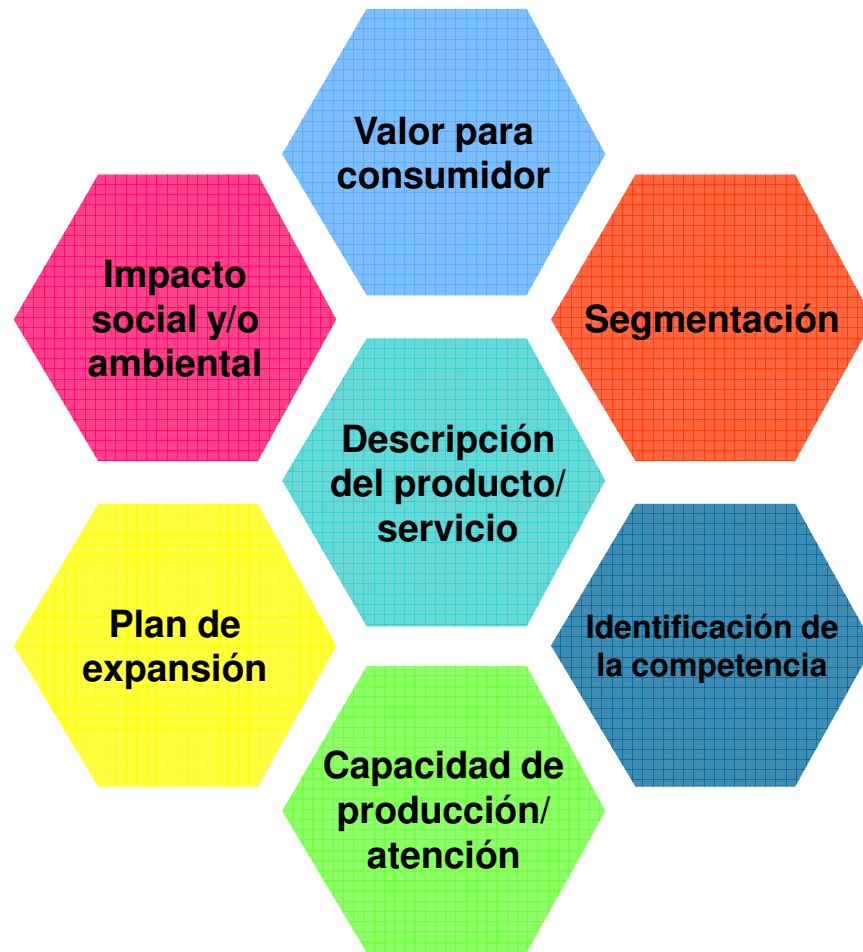 Valor para
consumidor
Impacto
social y/o
ambiental
Segmentación
Descripción
del producto/
servicio
Plan de
expansión
Identificación de
la competencia
Capacidad de
producción/
atención